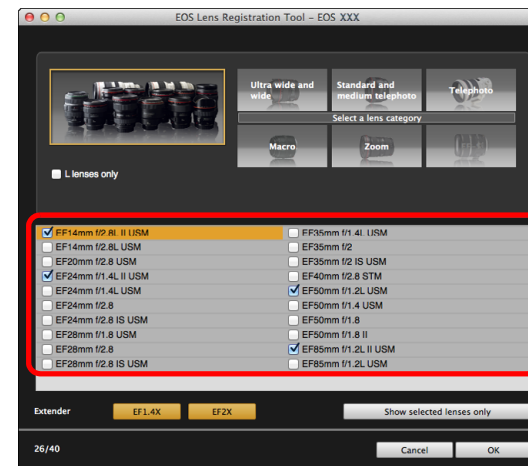 EOS Lens Registration Tool – EOS XXX
Ultra wide and wide
Standard and medium telephoto
Telephoto
Select a lens category
Macro
Zoom
L lenses only
EF14mm f/2.8L II USM
EF14mm f/2.8L USM
EF20mm f/2.8 USM
EF24mm f/1.4L II USM
EF24mm f/1.4L USM
EF24mm f/2.8
EF24mm f/2.8 IS USM
EF28mm f/1.8 USM
EF28mm f/2.8
EF28mm f/2.8 IS USM
EF35mm f/1.4L USM
EF35mm f/2
EF35mm f/2 IS USM
EF40mm f/2.8 STM
EF50mm f/1.2L USM
EF50mm f/1.4 USM
EF50mm f/1.8
EF50mm f/1.8 II
EF85mm f/1.2L II USM
EF85mm f/1.2L USM
Extender
EF1.4X
EF2X
Show selected lenses only
26/40
Cancel
OK